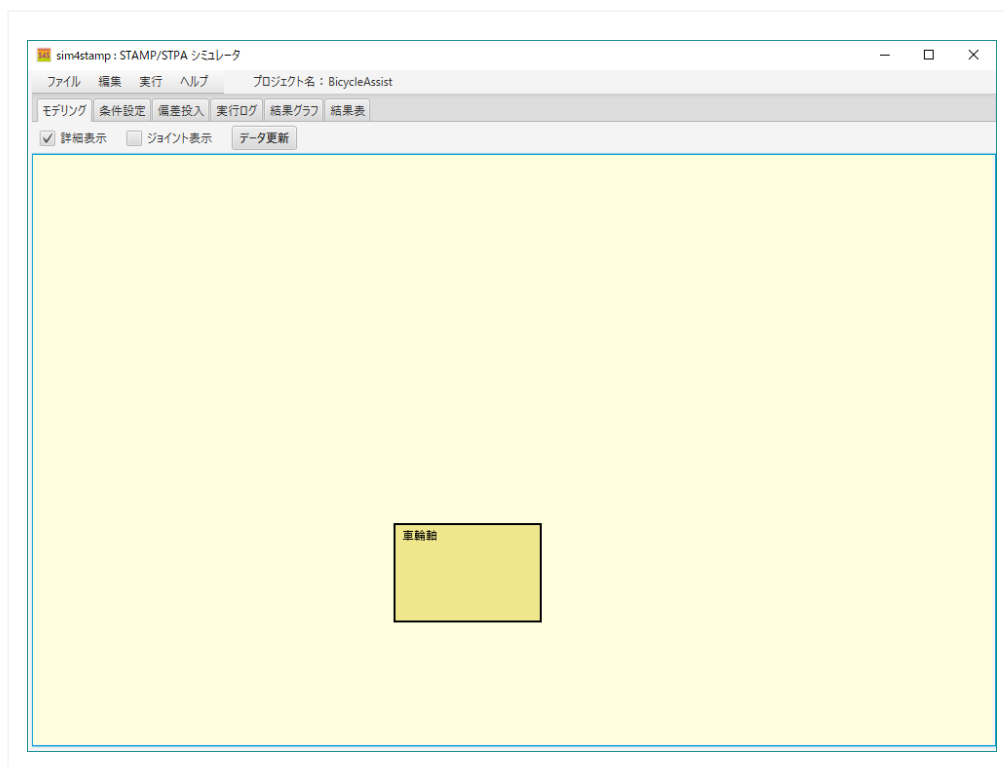 S4S sim4stamp : STAMP/STPA シミュレータ
ファイル 編集 実行 ヘルプ プロジェクト名 : BicycleAssist
モデリング 条件設定 偏差投入 実行ログ 結果グラフ 結果表
詳細表示 ジョイント表示 データ更新
車輪軸